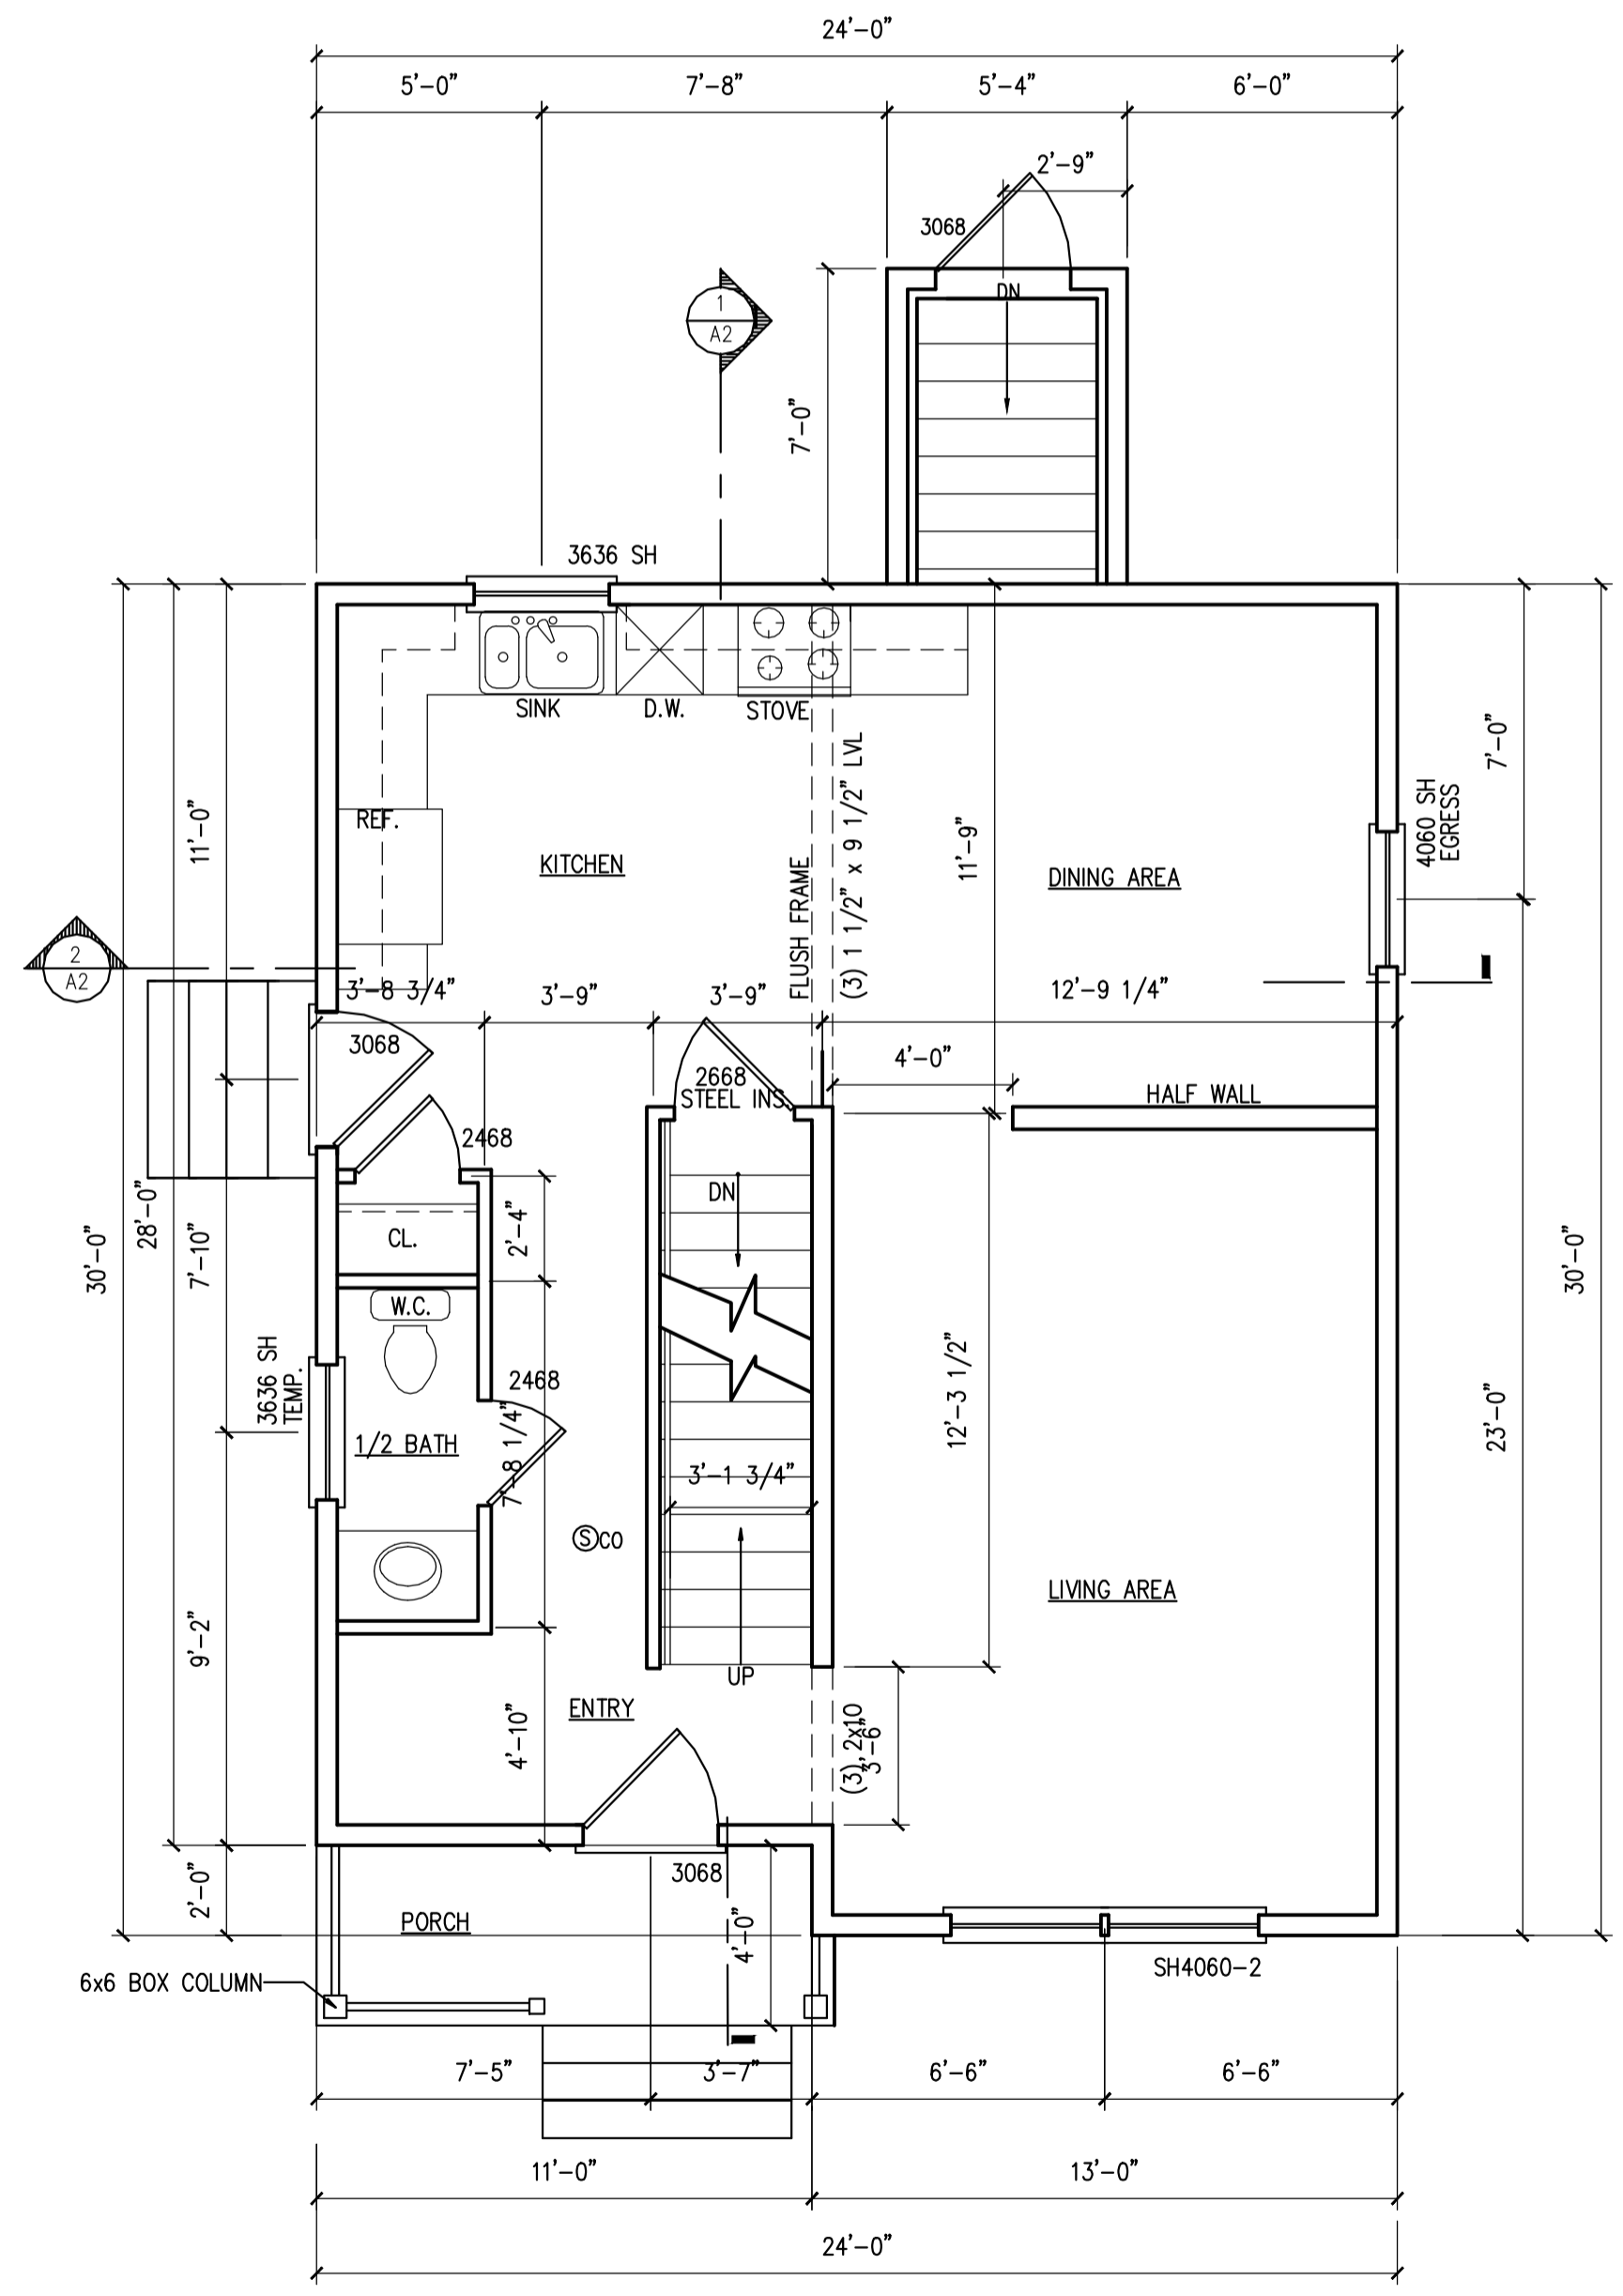 24'-0"
5'-0"
7'-8"
5'-4"
6'-0"
2'-9"
3068
DN
1
A2
7'-0"
3636 SH
SINK
D.W.
STOVE
REF.
KITCHEN
FLUSH FRAME
(3) 1 1/2" x 9 1/2" LVL
11'-9"
DINING AREA
4060 SH
EGRESS
7'-0"
11'-0"
2
A2
3'-8 3/4"
3'-9"
3'-9"
12'-9 1/4"
3068
2668
STEEL INS.
4'-0"
HALF WALL
2468
DN
CL.
2'-4"
30'-0"
28'-0"
7'-10"
30'-0"
W.C.
3636 SH
TEMP.
2468
7'-8 1/4"
1/2 BATH
12'-3 1/2"
23'-0"
3'-1 3/4"
S CO
LIVING AREA
9'-2"
UP
ENTRY
4'-10"
(3) 2x10
3'-6"
3068
2'-0"
PORCH
4'-0"
6x6 BOX COLUMN
SH4060-2
7'-5"
3'-7"
6'-6"
6'-6"
11'-0"
13'-0"
24'-0"